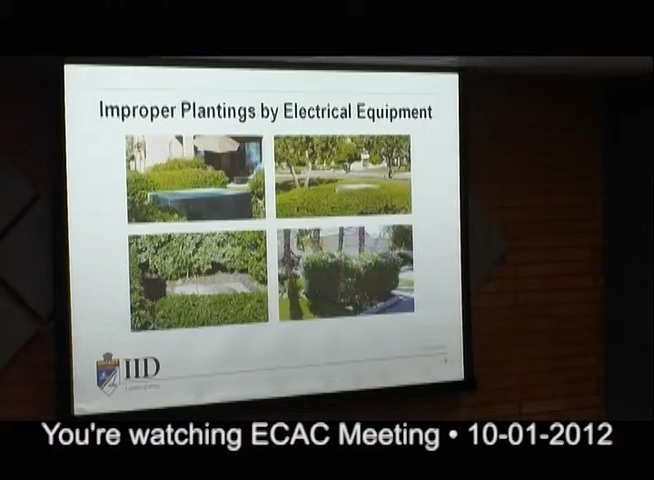 Improper Plantings by Electrical Equipment
IID
You're watching ECAC Meeting • 10-01-2012